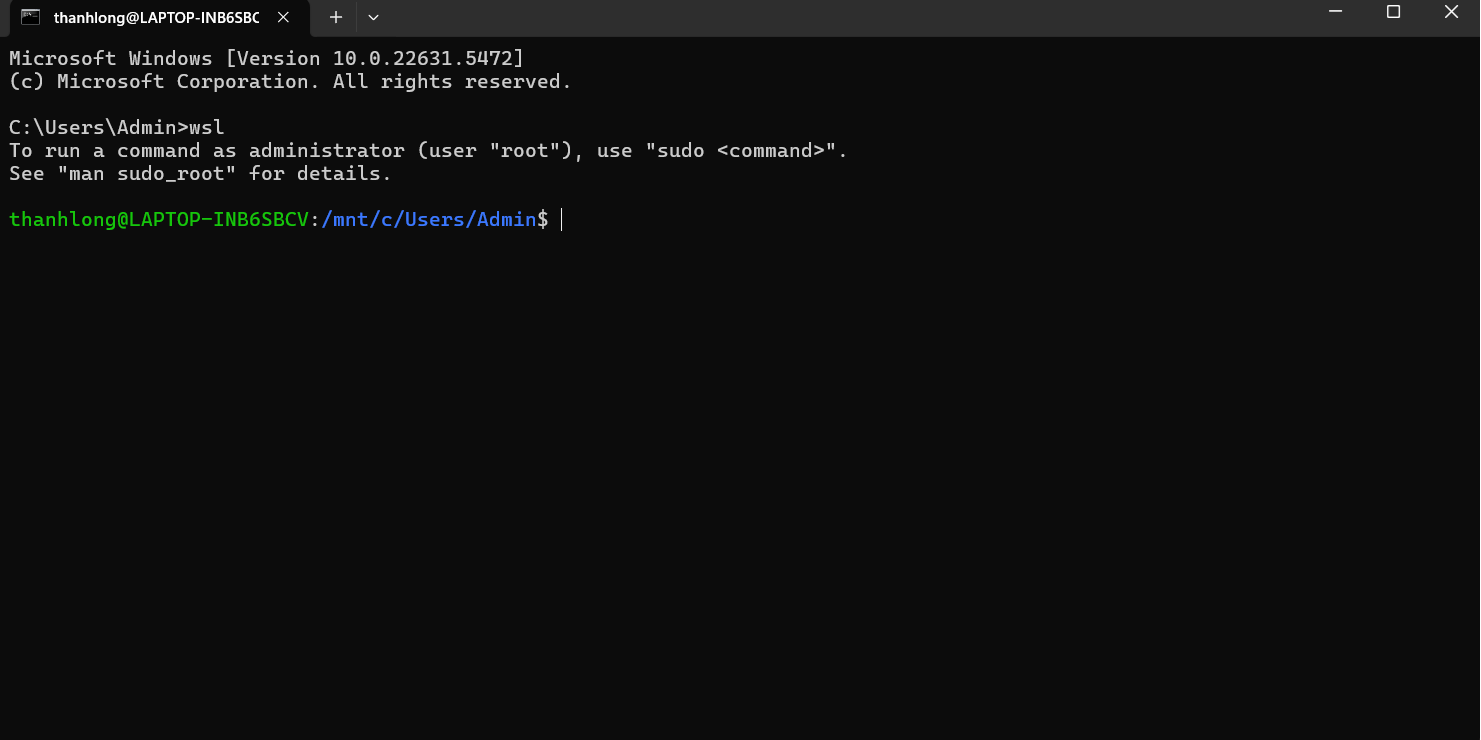 thanhlong@LAPTOP-INB6SBC
Microsoft Windows [Version 10.0.22631.5472]
(c) Microsoft Corporation. All rights reserved.
C:\Users\Admin>wsl
To run a command as administrator (user "root"), use "sudo <command>".
See "man sudo_root" for details.
thanhlong@LAPTOP-INB6SBCV:/mnt/c/Users/Admin$